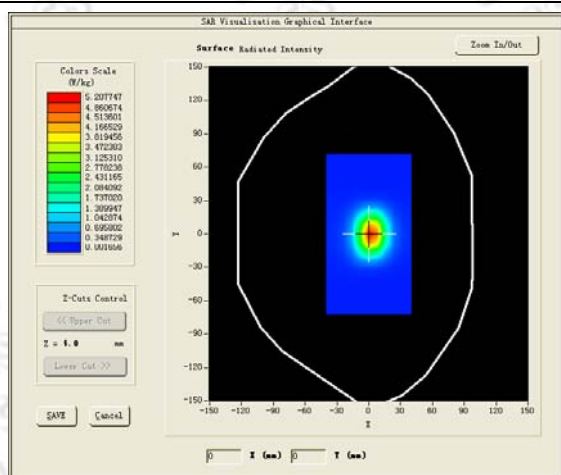 SAR Visualisation Graphical Interface
Surface Radiated Intensity
Zoom In/Out
Colors Scale
(W/kg)
5.207747
4.860674
4.513601
4.166529
3.819456
3.472383
3.125310
2.778238
2.431165
2.084092
1.737020
1.389947
1.042874
0.695802
0.348729
0.001656
150
120
90
60
30
0
-30
-60
-90
-120
-150
Y
-150 -120 -90 -60 -30 0 30 60 90 120 150
X
Z-Cuts Control
<< Upper Cut
Z = 4.0 mm
Lower Cut >>
SAVE Cancel
0 X (mm) 0 Y (mm)